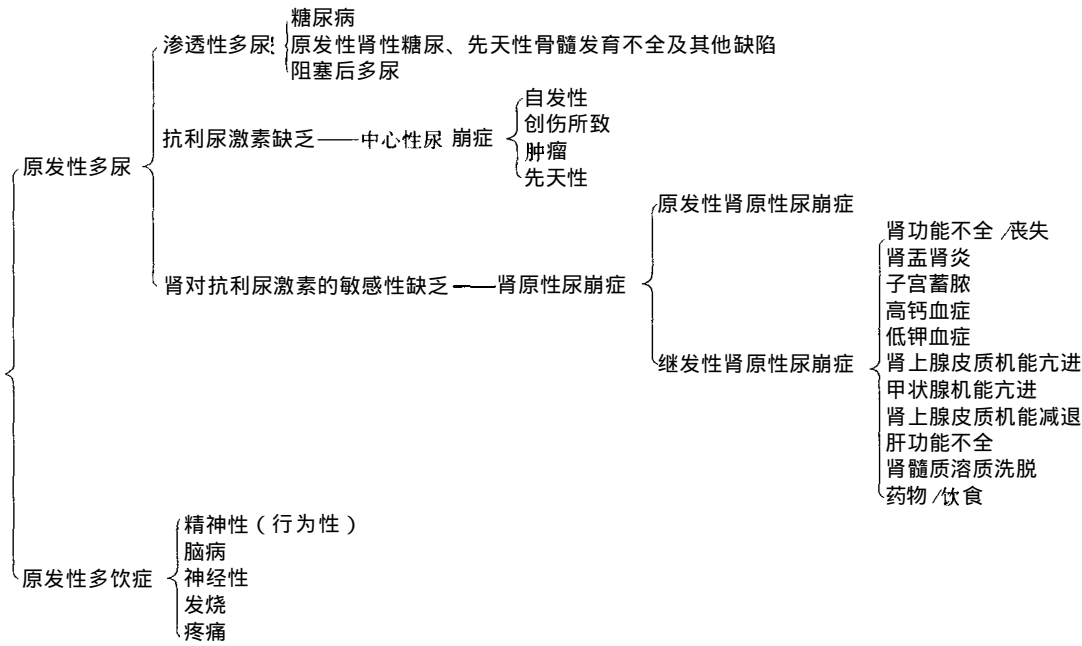 糖尿病
渗透性多尿 原发性肾性糖尿、先天性骨髓发育不全及其他缺陷
阻塞后多尿
自发性
创伤所致
抗利尿激素缺乏——中心性尿崩症
肿瘤
原发性多尿
先天性
原发性肾原性尿崩症
肾功能不全/丧失
肾盂肾炎
肾对抗利尿激素的敏感性缺乏——肾原性尿崩症
子宫蓄脓
高钙血症
低钾血症
继发性肾原性尿崩症 肾上腺皮质机能亢进
甲状腺机能亢进
肾上腺皮质机能减退
肝功能不全
肾髓质溶质洗脱
药物/饮食
精神性(行为性)
脑病
原发性多饮症 神经性
发烧
疼痛